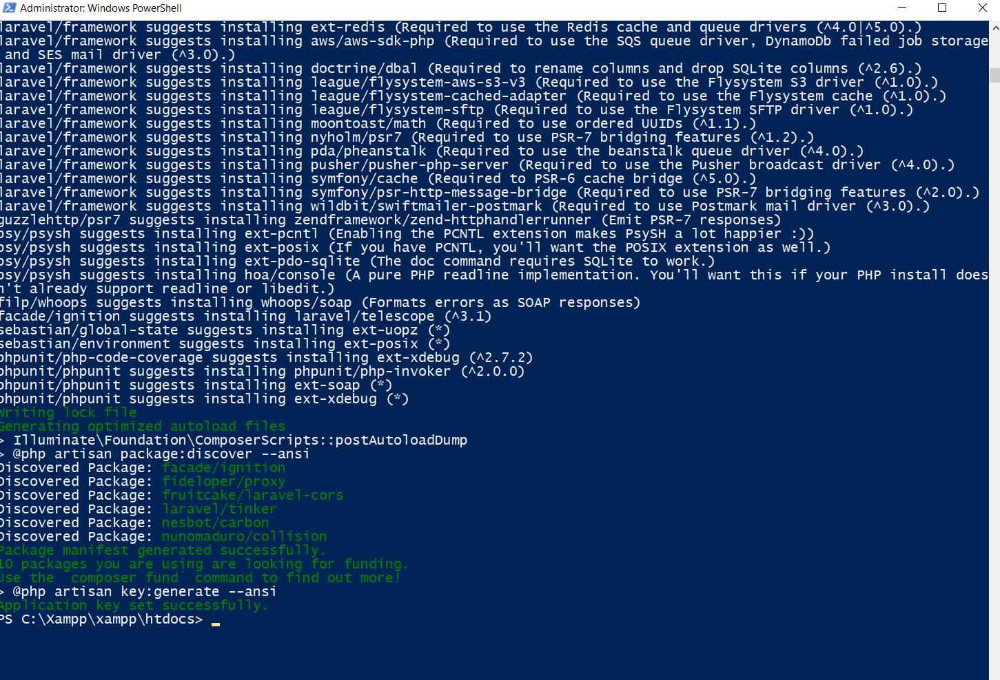 Administrator: Windows PowerShell
laravel/framework suggests installing ext-redis (Required to use the Redis cache and queue drivers (^4.0|^5.0).)
laravel/framework suggests installing aws/aws-sdk-php (Required to use the SQS queue driver, DynamoDb failed job storage
and SES mail driver (^3.0).)
laravel/framework suggests installing doctrine/dbal (Required to rename columns and drop SQLite columns (^2.6).)
laravel/framework suggests installing league/flysystem-aws-s3-v3 (Required to use the Flysystem S3 driver (^1.0).)
laravel/framework suggests installing league/flysystem-cached-adapter (Required to use the Flysystem cache (^1.0).)
laravel/framework suggests installing league/flysystem-sftp (Required to use the Flysystem SFTP driver (^1.0).)
laravel/framework suggests installing moontoast/math (Required to use ordered UUIDs (^1.1).)
laravel/framework suggests installing nyholm/psr7 (Required to use PSR-7 bridging features (^1.2).)
laravel/framework suggests installing pda/pheanstalk (Required to use the beanstalk queue driver (^4.0).)
laravel/framework suggests installing pusher/pusher-php-server (Required to use the Pusher broadcast driver (^4.0).)
laravel/framework suggests installing symfony/cache (Required to PSR-6 cache bridge (^5.0).)
laravel/framework suggests installing symfony/psr-http-message-bridge (Required to use PSR-7 bridging features (^2.0).)
laravel/framework suggests installing wildbit/swiftmailer-postmark (Required to use Postmark mail driver (^3.0).)
guzzlehttp/psr7 suggests installing zendframework/zend-httphandlerrunner (Emit PSR-7 responses)
psy/psysh suggests installing ext-pcntl (Enabling the PCNTL extension makes PsySH a lot happier :))
psy/psysh suggests installing ext-posix (If you have PCNTL, you'll want the POSIX extension as well.)
psy/psysh suggests installing ext-pdo-sqlite (The doc command requires SQLite to work.)
psy/psysh suggests installing hoa/console (A pure PHP readline implementation. You'll want this if your PHP install does
n't already support readline or libedit.)
filp/whoops suggests installing whoops/soap (Formats errors as SOAP responses)
facade/ignition suggests installing laravel/telescope (^3.1)
sebastian/global-state suggests installing ext-uopz (*)
sebastian/environment suggests installing ext-posix (*)
phpunit/php-code-coverage suggests installing ext-xdebug (^2.7.2)
phpunit/phpunit suggests installing phpunit/php-invoker (^2.0.0)
phpunit/phpunit suggests installing ext-soap (*)
phpunit/phpunit suggests installing ext-xdebug (*)
Writing lock file
Generating optimized autoload files
> Illuminate\Foundation\ComposerScripts::postAutoloadDump
> @php artisan package:discover --ansi
Discovered Package: facade/ignition
Discovered Package: fideloper/proxy
Discovered Package: fruitcake/laravel-cors
Discovered Package: laravel/tinker
Discovered Package: nesbot/carbon
Discovered Package: nunomaduro/collision
Package manifest generated successfully.
10 packages you are using are looking for funding.
Use the `composer fund` command to find out more!
> @php artisan key:generate --ansi
Application key set successfully.
PS C:\Xampp\xampp\htdocs>